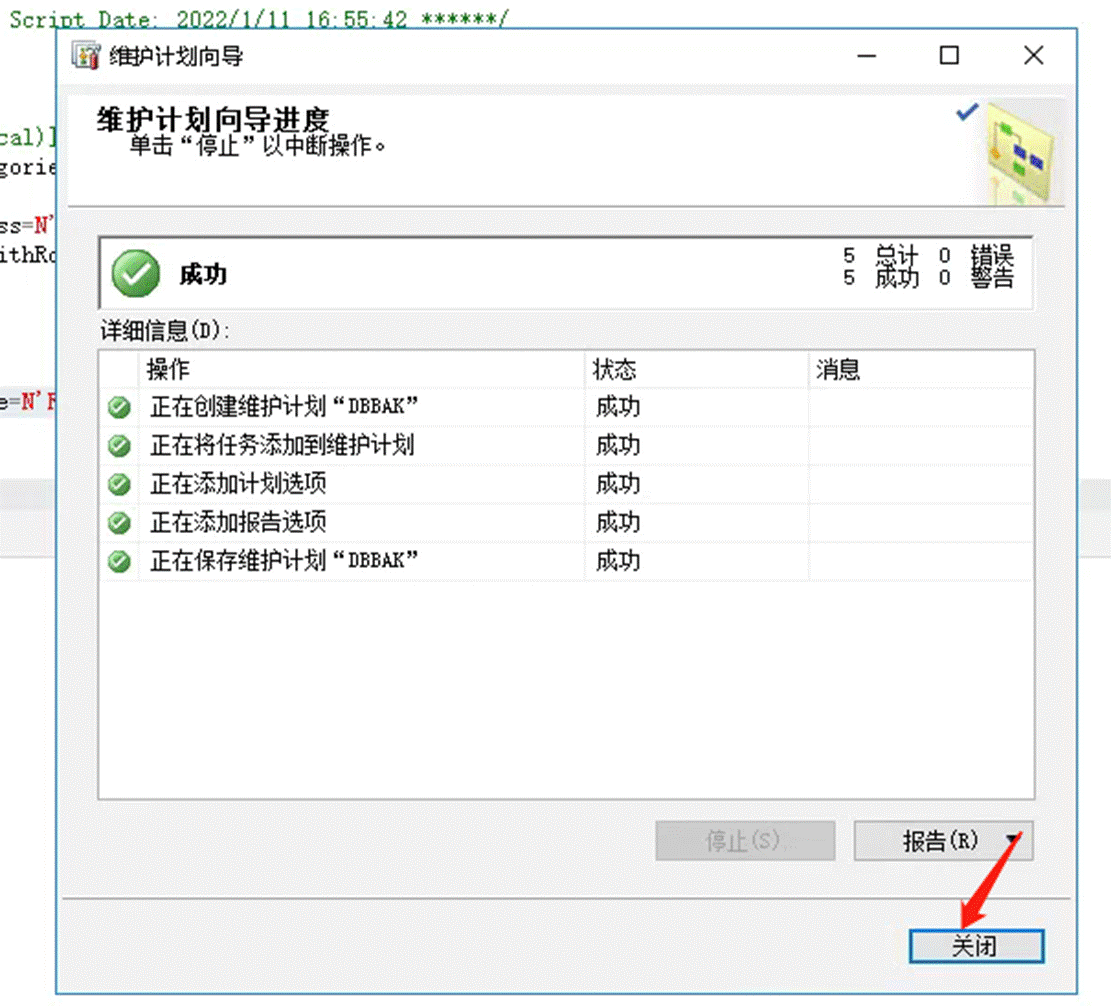 Script Date: 2022/1/11 16:55:42 ******/
维护计划向导
维护计划向导进度
单击“停止”以中断操作。
cal)]
gorie
ss=N'
ithRo
e=N'F
成功
5 总计 0 错误
5 成功 0 警告
详细信息(D):
操作 状态 消息
正在创建维护计划“DBBAK” 成功
正在将任务添加到维护计划 成功
正在添加计划选项 成功
正在添加报告选项 成功
正在保存维护计划“DBBAK” 成功
停止(S) 报告(R)
关闭